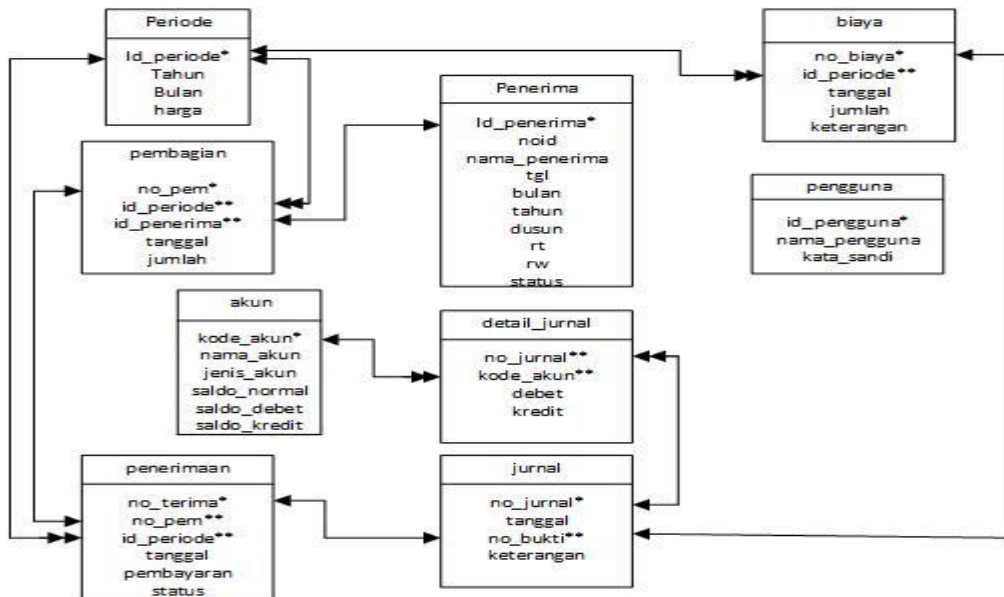 Periode
Id_periode*
Tahun
Bulan
harga
biaya
no_biaya*
id_periode**
tanggal
jumlah
keterangan
Penerima
Id_penerima*
noid
nama_penerima
tgl
bulan
tahun
dusun
rt
rw
status
pembagian
no_pem*
id_periode**
id_penerima**
tanggal
jumlah
pengguna
id_pengguna*
nama_pengguna
kata_sandi
akun
kode_akun*
nama_akun
jenis_akun
saldo_normal
saldo_debet
saldo_kredit
detail_jurnal
no_jurnal**
kode_akun**
debet
kredit
penerimaan
no_terima*
no_pem**
id_periode**
tanggal
pembayaran
status
jurnal
no_jurnal*
tanggal
no_bukti**
keterangan